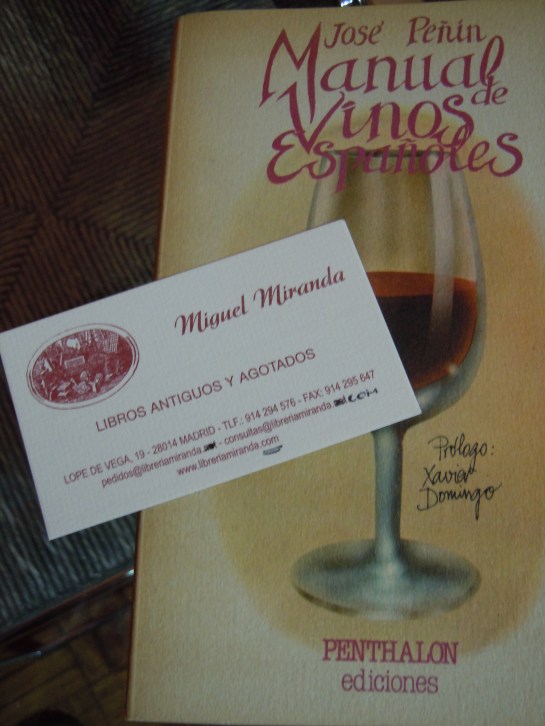 José Peñín
Manual
de
Vinos
Españoles
Miguel Miranda
LIBROS ANTIGUOS Y AGOTADOS
LOPE DE VEGA, 19 - 28014 MADRID - TLF.: 914 294 576 - FAX: 914 295 647
pedidos@libreriamiranda. - consultas@libreriamiranda. COM
www.libreriamiranda.com
Prólogo:
Xavier
Domingo
PENTHALON
ediciones